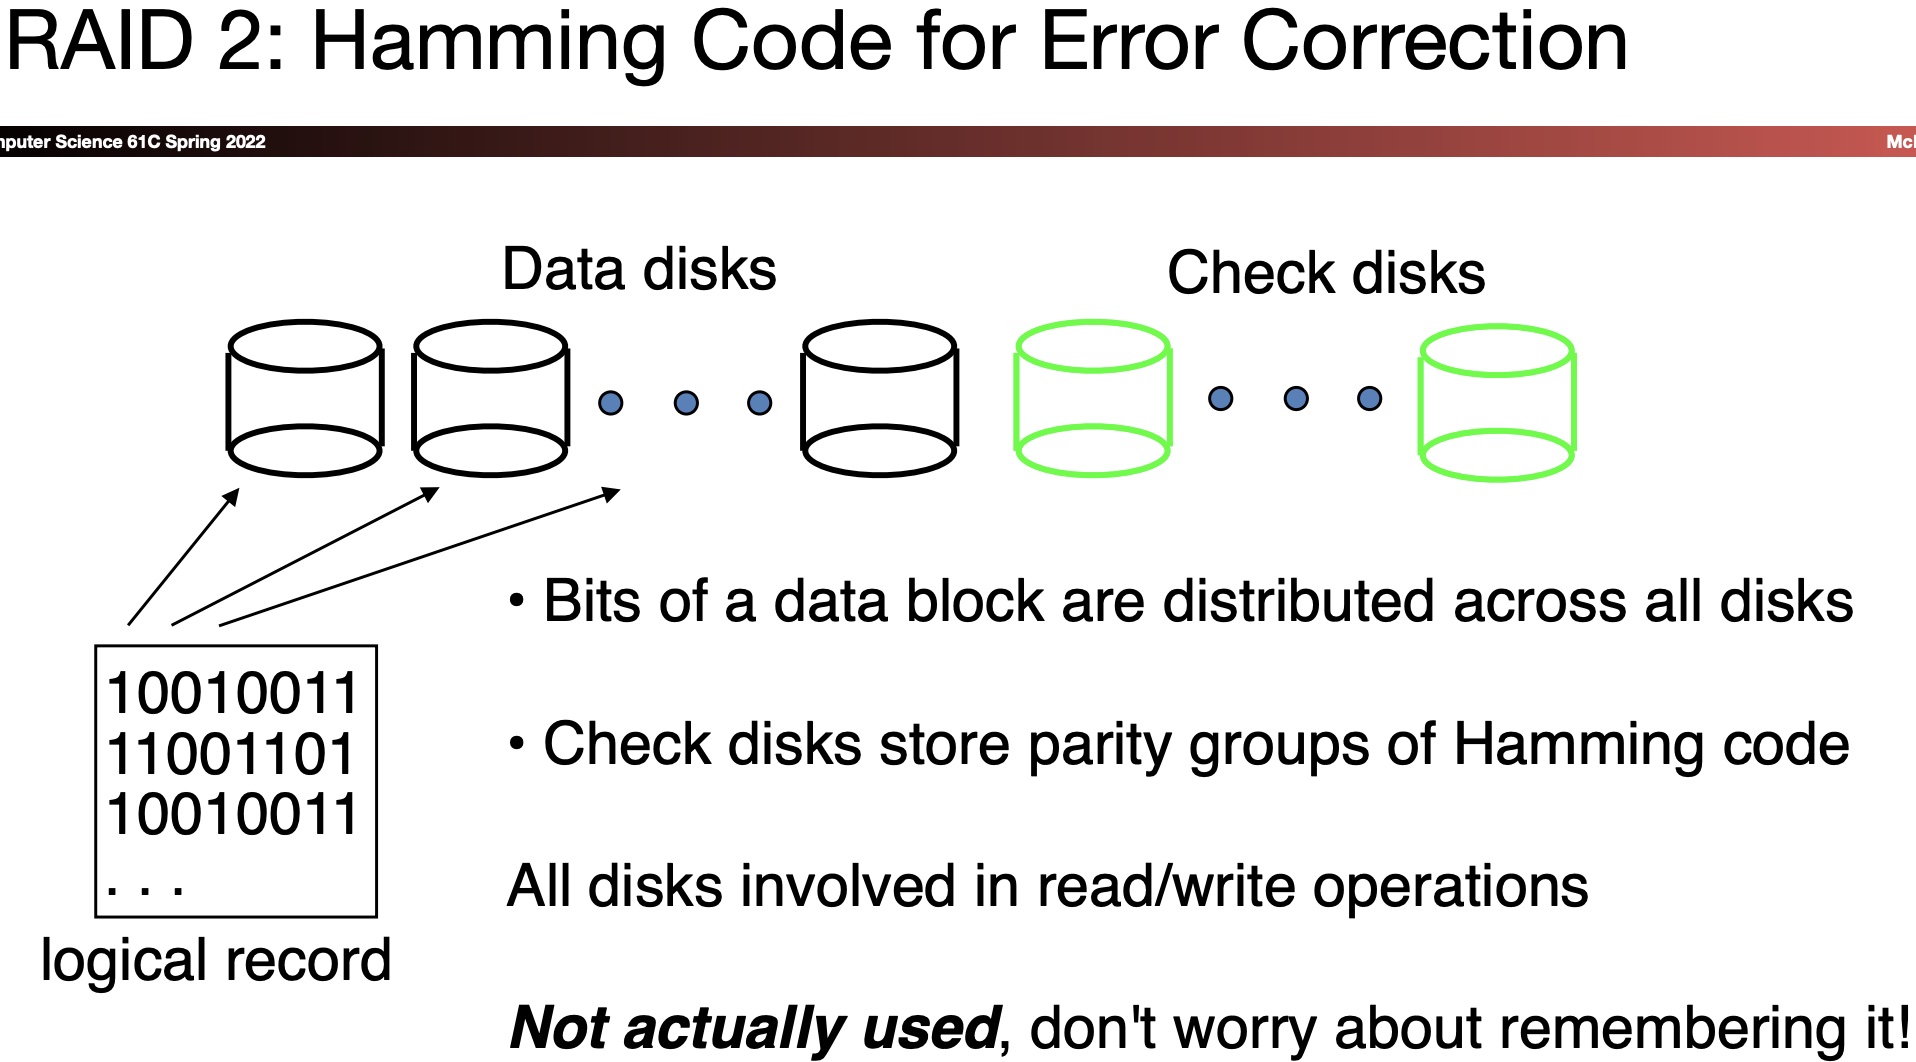 RAID 2: Hamming Code for Error Correction
Science 61C Spring 2022
Data disks
Check disks
• Bits of a data block are distributed across all disks
10010011
11001101
10010011
. . .
logical record
• Check disks store parity groups of Hamming code
All disks involved in read/write operations
Not actually used, don't worry about remembering it!